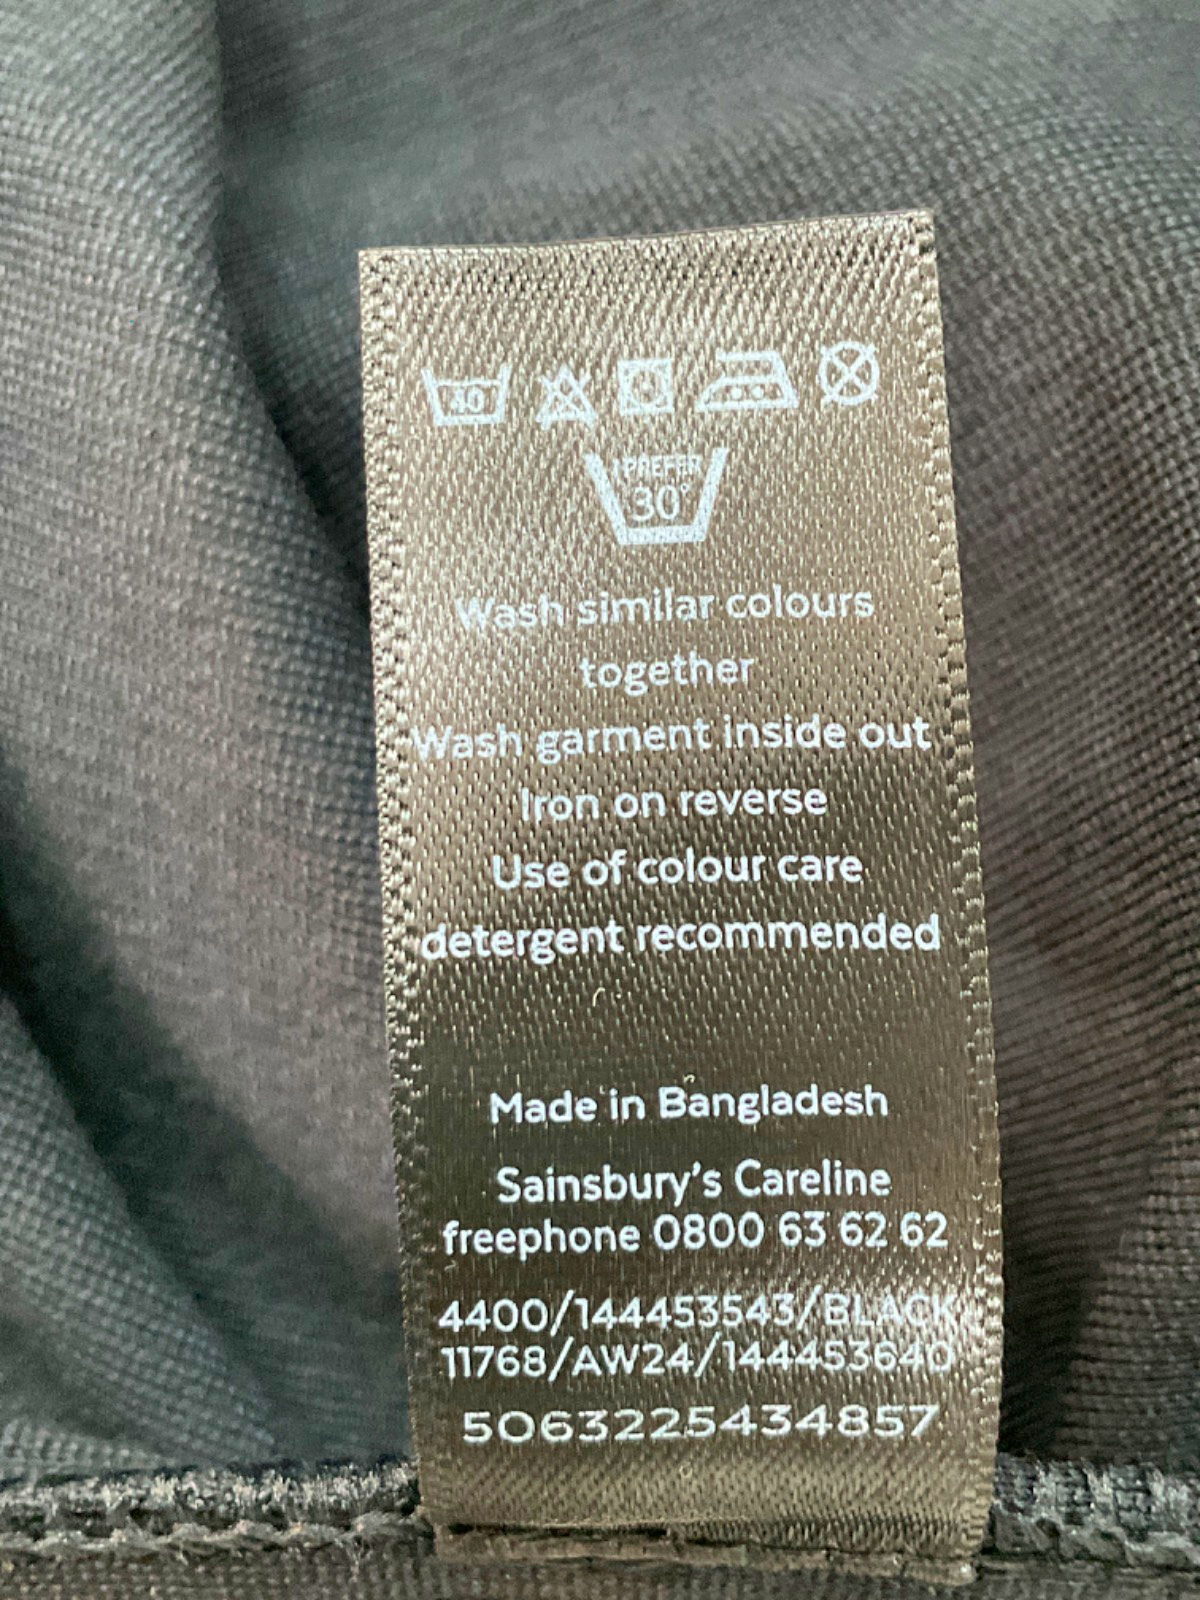 40
I PREFER
30°
Wash similar colours
together
Wash garment inside out
Iron on reverse
Use of colour care
detergent recommended
Made in Bangladesh
Sainsbury's Careline
freephone 0800 63 62 62
4400/144453543/BLACK
11768/AW24/144453640
5063225434857